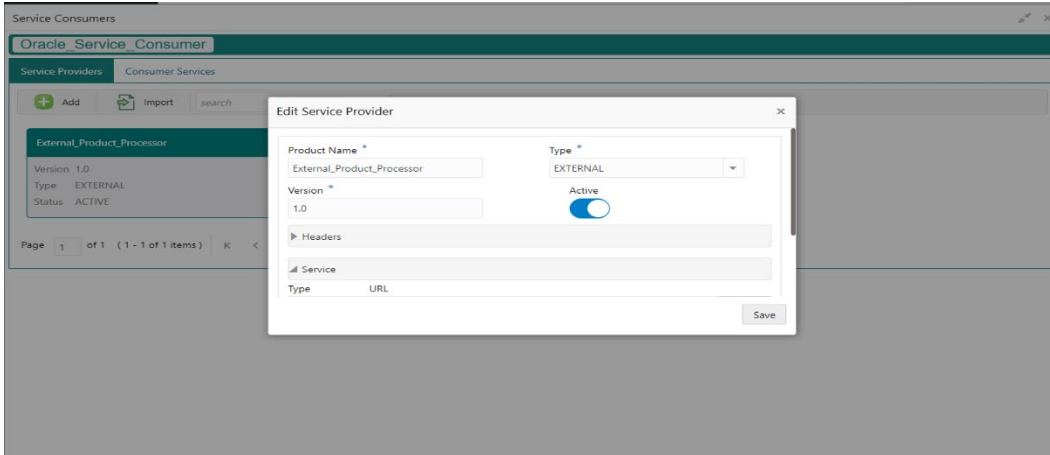 Service Consumers
Oracle_Service_Consumer
Service Providers Consumer Services
Add Import search
External_Product_Processor
Version 1.0
Type EXTERNAL
Status ACTIVE
Page 1 of 1 ( 1 - 1 of 1 items )
Edit Service Provider
Product Name * Type *
External_Product_Processor EXTERNAL
Version * Active
1.0
Headers
Service
Type URL
Save